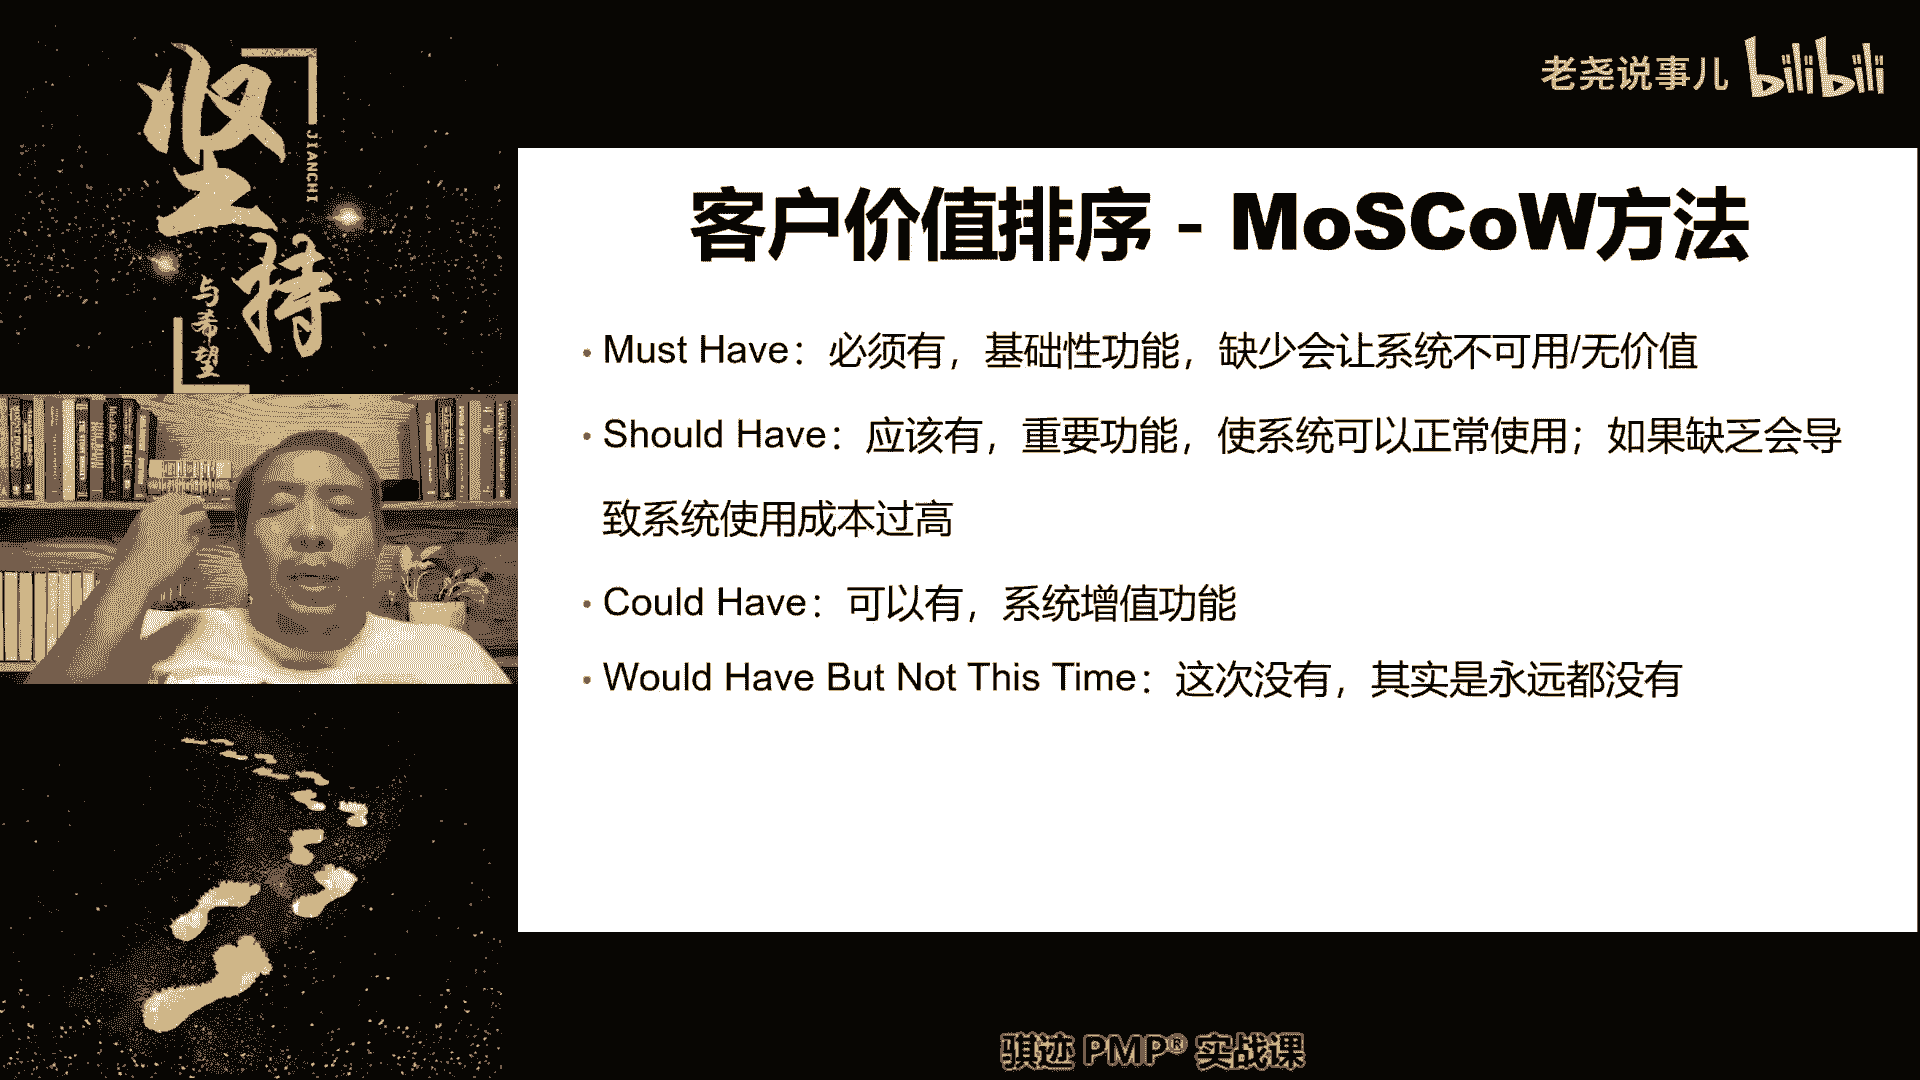 坚持
JIANCHI
与希望
老尧说事儿 bilibili
客户价值排序 - MoSCoW方法
• Must Have：必须有，基础性功能，缺少会让系统不可用/无价值
• Should Have：应该有，重要功能，使系统可以正常使用；如果缺乏会导
致系统使用成本过高
• Could Have：可以有，系统增值功能
• Would Have But Not This Time：这次没有，其实是永远都没有
骐迹 PMP® 实战课